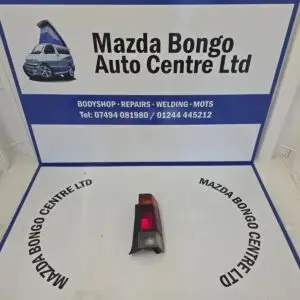 Mazda Bongo
Auto Centre Ltd
BODYSHOP - REPAIRS - WELDING - MOTS
Tel: 07494 081980 / 01244 445212
MAZDA BONGO CENTRE LTD
MAZDA BONGO CENTRE LTD